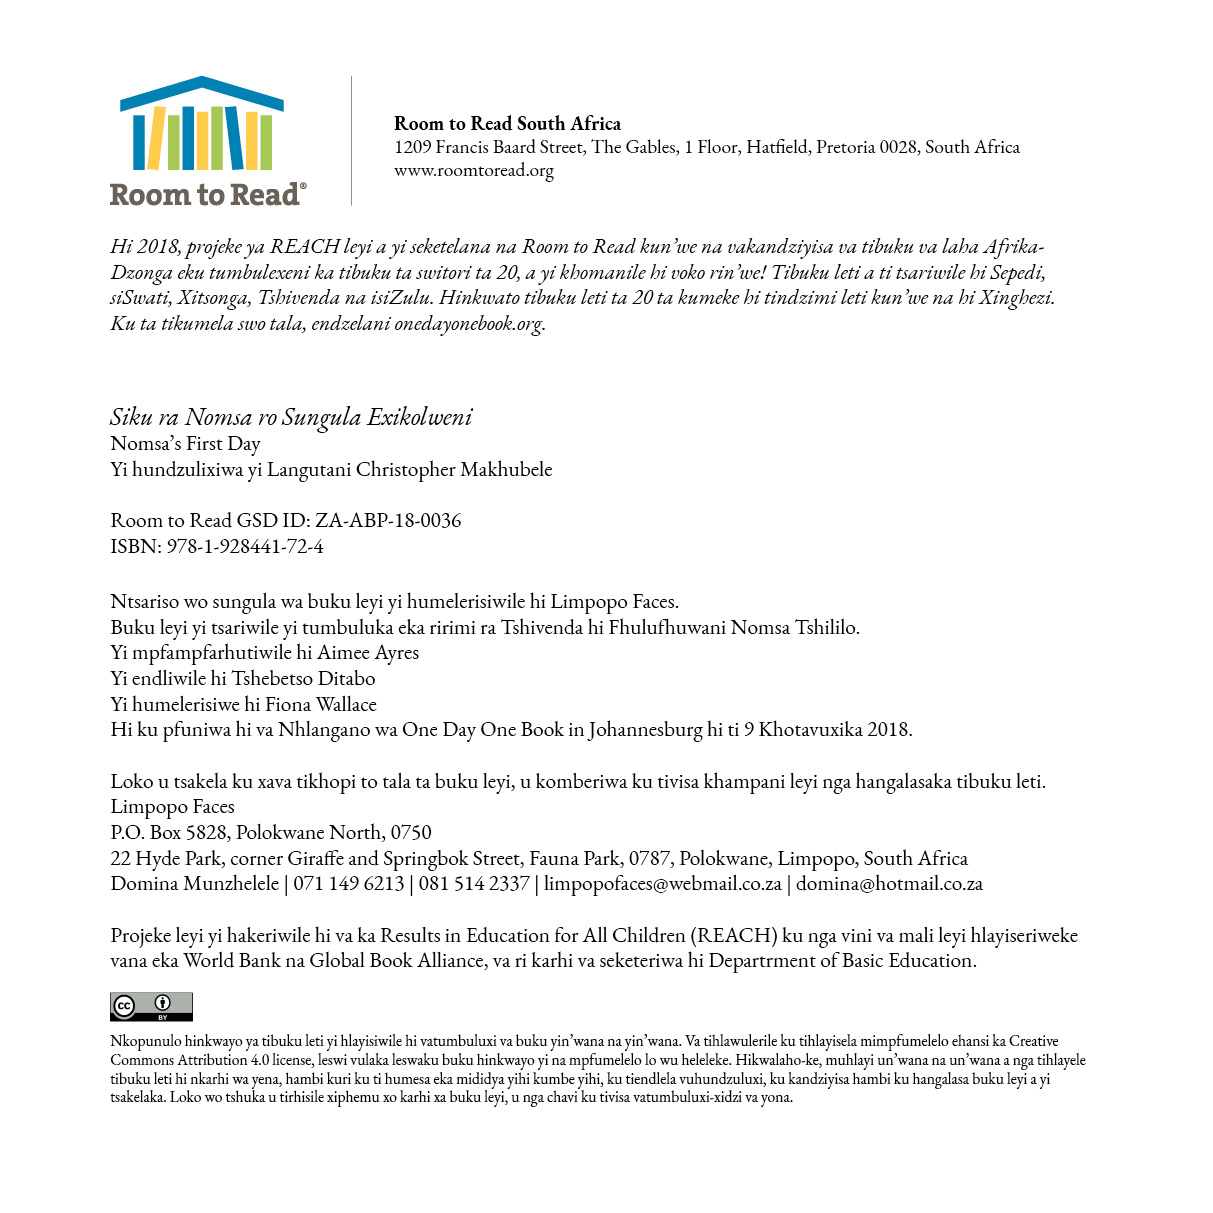 Room to Read®
Room to Read South Africa
1209 Francis Baard Street, The Gables, 1 Floor, Hatfield, Pretoria 0028, South Africa
www.roomtoread.org
Hi 2018, projeke ya REACH leyi a yi seketelana na Room to Read kun’we na vakandziyisa va tibuku va laha Afrika-
Dzonga eku tumbulexeni ka tibuku ta switori ta 20, a yi khomanile hi voko rin’we! Tibuku leti a ti tsariwile hi Sepedi,
siSwati, Xitsonga, Tshivenda na isiZulu. Hinkwato tibuku leti ta 20 ta kumeke hi tindzimi leti kun’we na hi Xinghezi.
Ku ta tikumela swo tala, endzelani onedayonebook.org.
Siku ra Nomsa ro Sungula Exikolweni
Nomsa’s First Day
Yi hundzulixiwa yi Langutani Christopher Makhubele
Room to Read GSD ID: ZA-ABP-18-0036
ISBN: 978-1-928441-72-4
Ntsariso wo sungula wa buku leyi yi humelerisiwile hi Limpopo Faces.
Buku leyi yi tsariwile yi tumbuluka eka ririmi ra Tshivenda hi Fhulufhuwani Nomsa Tshililo.
Yi mpfampfarhutiwile hi Aimee Ayres
Yi endliwile hi Tshebetso Ditabo
Yi humelerisiwe hi Fiona Wallace
Hi ku pfuniwa hi va Nhlangano wa One Day One Book in Johannesburg hi ti 9 Khotavuxika 2018.
Loko u tsakela ku xava tikhopi to tala ta buku leyi, u komberiwa ku tivisa khampani leyi nga hangalasaka tibuku leti.
Limpopo Faces
P.O. Box 5828, Polokwane North, 0750
22 Hyde Park, corner Giraffe and Springbok Street, Fauna Park, 0787, Polokwane, Limpopo, South Africa
Domina Munzhelele | 071 149 6213 | 081 514 2337 | limpopofaces@webmail.co.za | domina@hotmail.co.za
Projeke leyi yi hakeriwile hi va ka Results in Education for All Children (REACH) ku nga vini va mali leyi hlayiseriweke
vana eka World Bank na Global Book Alliance, va ri karhi va seketeriwa hi Departrment of Basic Education.
cc BY
Nkopunulo hinkwayo ya tibuku leti yi hlayisiwile hi vatumbuluxi va buku yin’wana na yin’wana. Va tihlawulerile ku tihlayisela mimpfumelelo ehansi ka Creative
Commons Attribution 4.0 license, leswi vulaka leswaku buku hinkwayo yi na mpfumelelo lo wu heleleke. Hikwalaho-ke, muhlayi un’wana na un’wana a nga tihlayele
tibuku leti hi nkarhi wa yena, hambi kuri ku ti humesa eka mididya yihi kumbe yihi, ku tiendlela vuhundzuluxi, ku kandziyisa hambi ku hangalasa buku leyi a yi
tsakelaka. Loko wo tshuka u tirhisile xiphemu xo karhi xa buku leyi, u nga chavi ku tivisa vatumbuluxi-xidzi va yona.